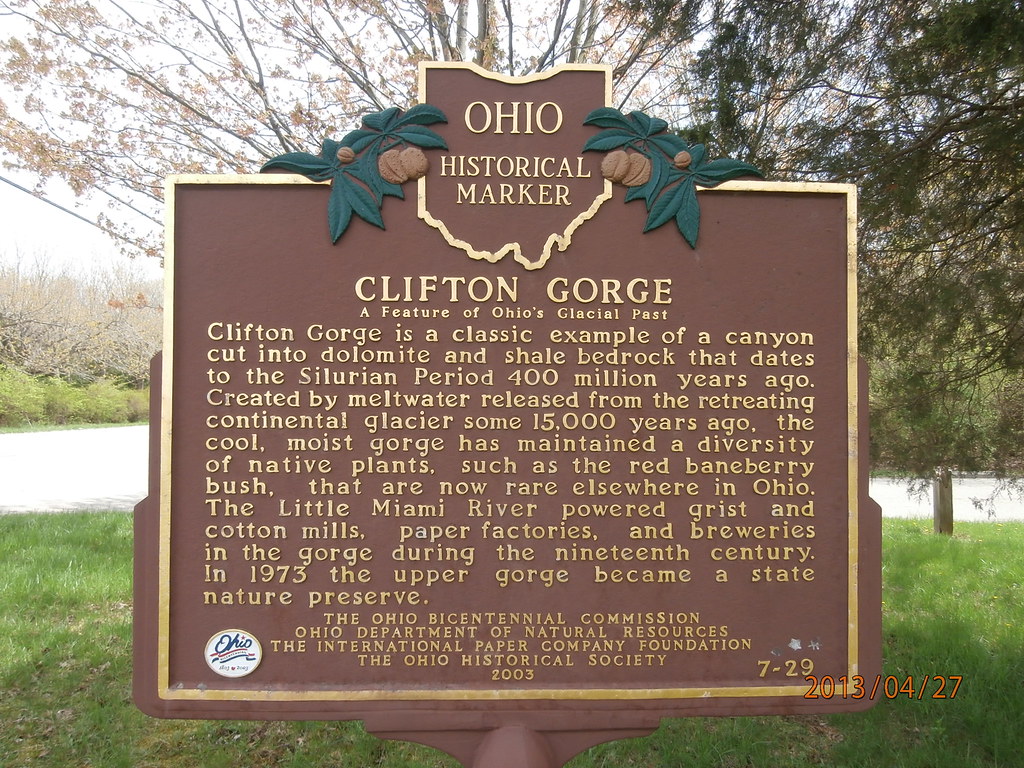 OHIO
HISTORICAL
MARKER
CLIFTON GORGE
A Feature of Ohio's Glacial Past
Clifton Gorge is a classic example of a canyon
cut into dolomite and shale bedrock that dates
to the Silurian Period 400 million years ago.
Created by meltwater released from the retreating
continental glacier some 15,000 years ago, the
cool, moist gorge has maintained a diversity
of native plants, such as the red baneberry
bush, that are now rare elsewhere in Ohio.
The Little Miami River powered grist and
cotton mills, paper factories, and breweries
in the gorge during the nineteenth century.
In 1973 the upper gorge became a state
nature preserve.
THE OHIO BICENTENNIAL COMMISSION
OHIO DEPARTMENT OF NATURAL RESOURCES
THE INTERNATIONAL PAPER COMPANY FOUNDATION
THE OHIO HISTORICAL SOCIETY
2003
7-29
Ohio
1803 2003
2013/04/27